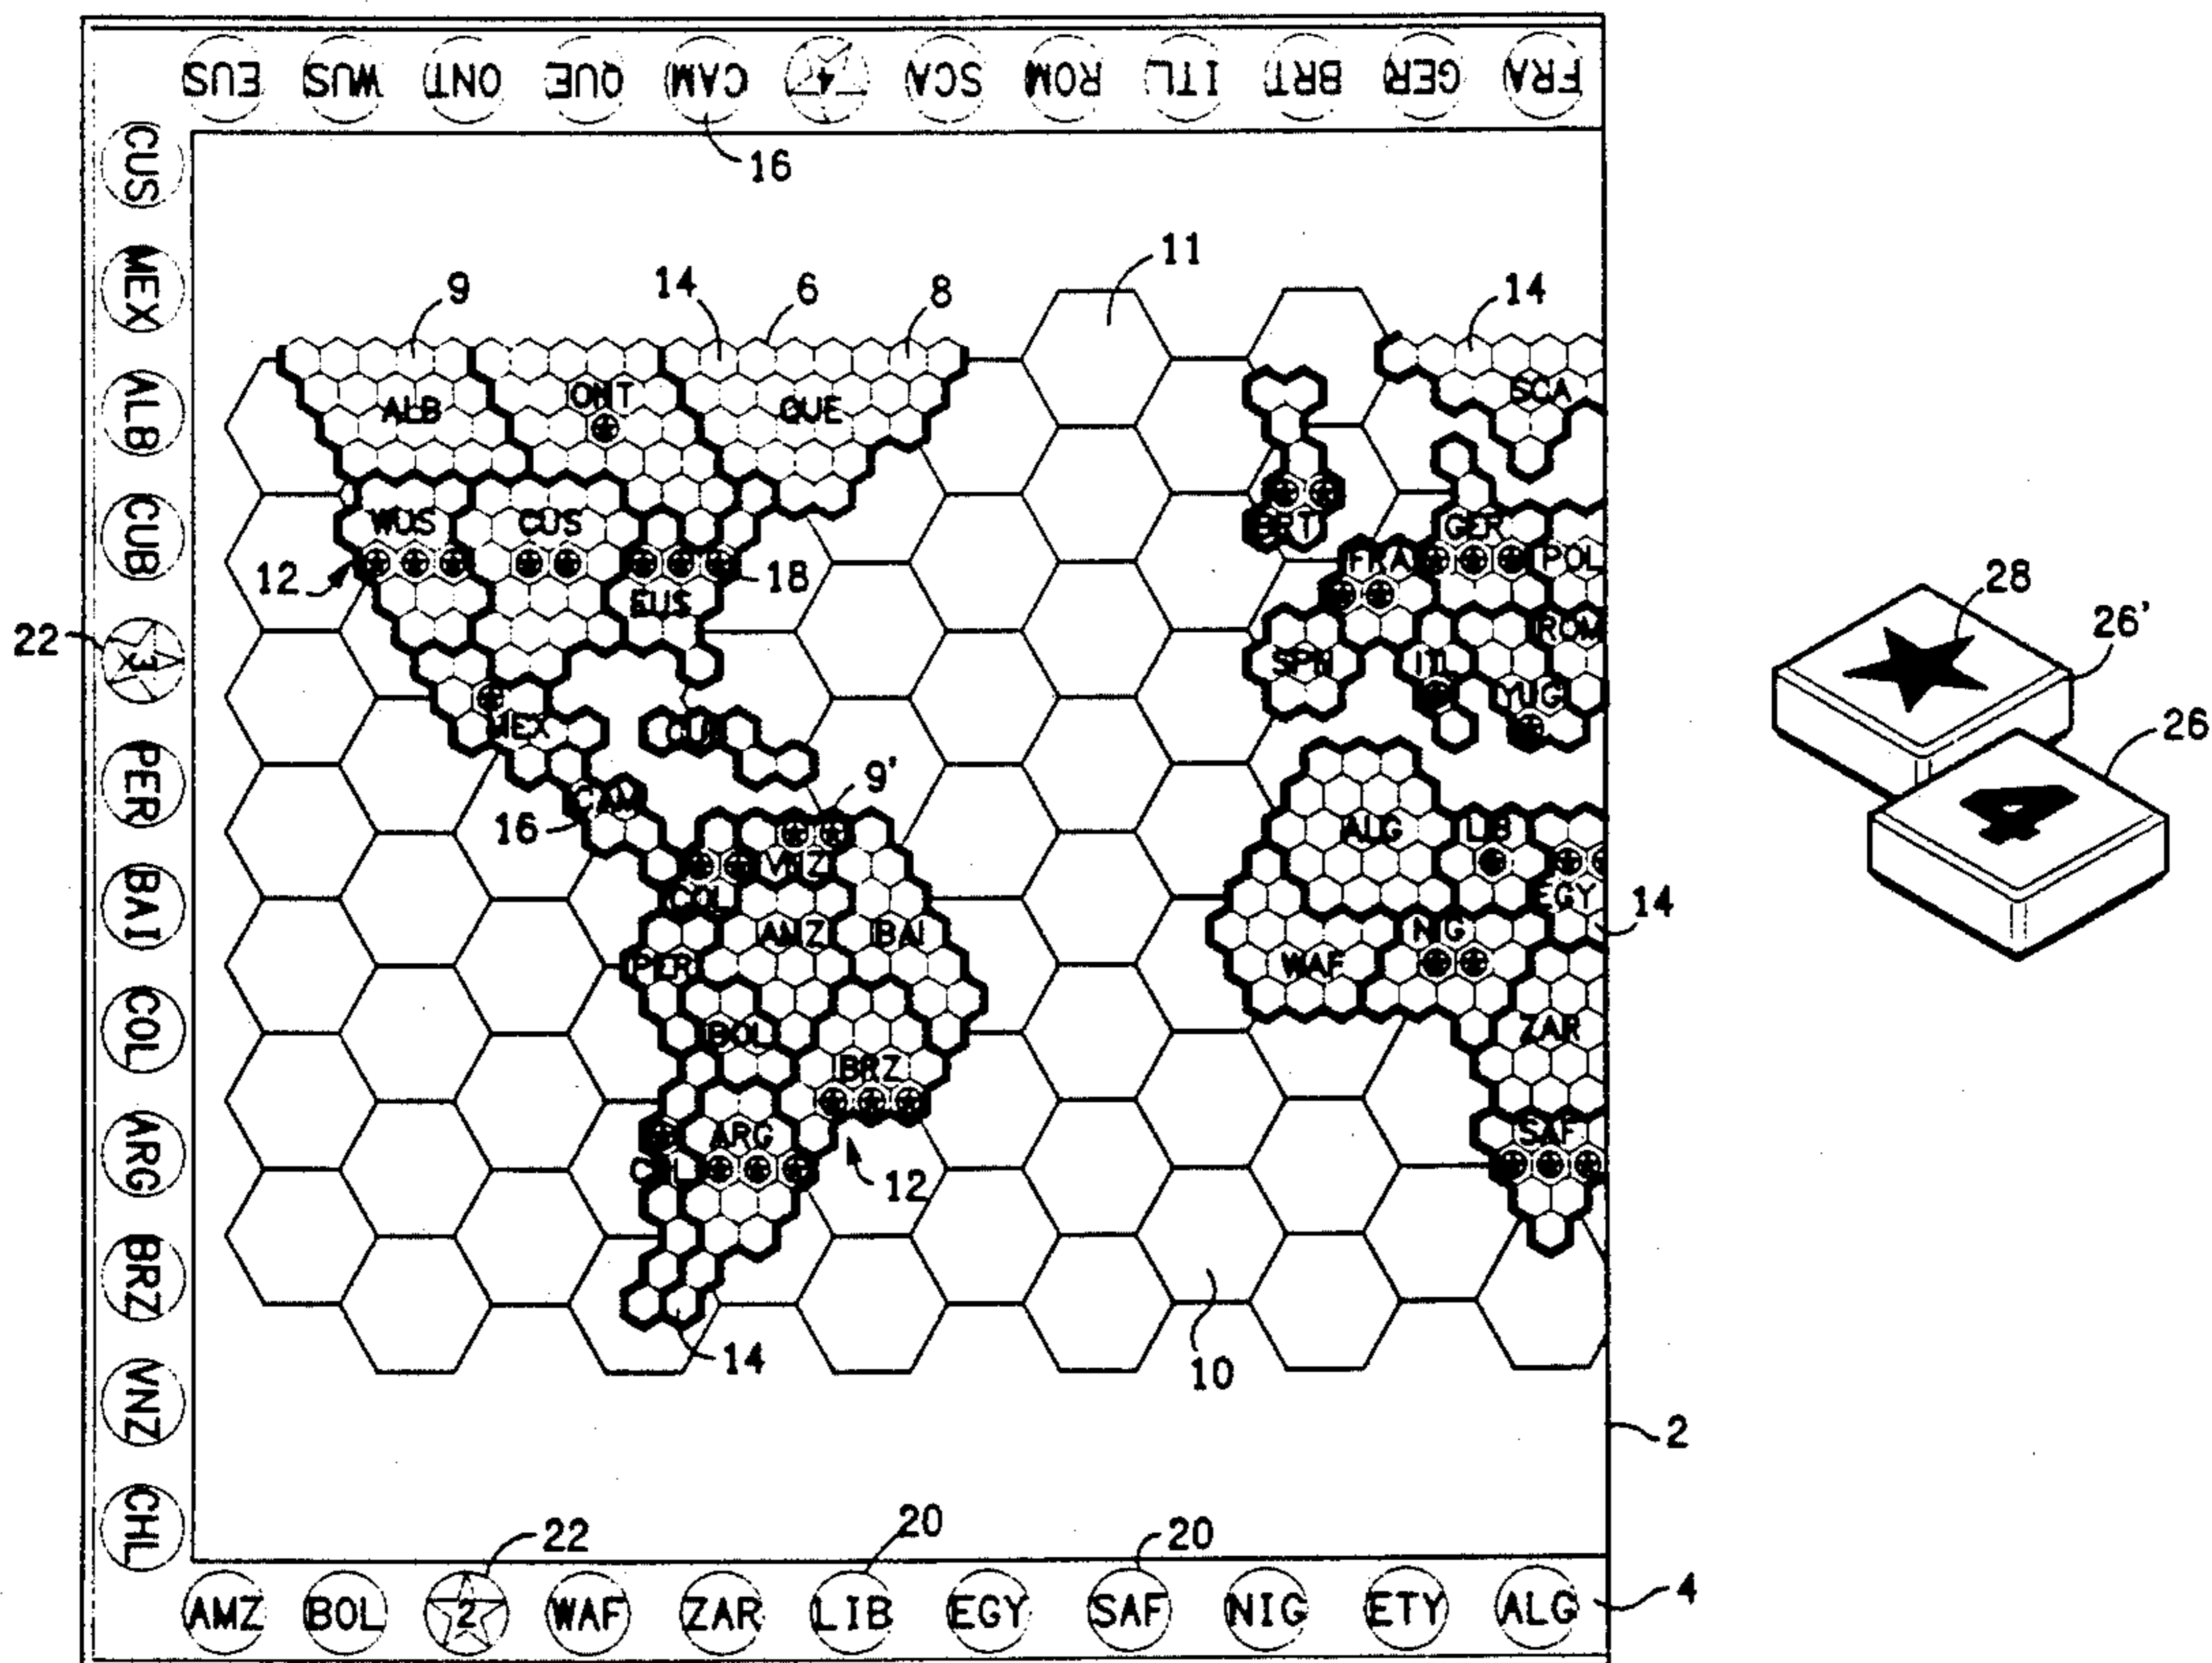 EUS WUS ONT QUE CAM 4 SCA ROM ITL BRT GER FRA
16
CUS
MEX
ALB
CUB
3
PER
BAI
COL
ARG
BRZ
VNZ
CHL
22
11
9 14 6 8 14
ALB ONT QUE SCA
WUS CUS BRT GER
12 18 FRA POL
EUS
SPN ITL ROM
MEX CUB YUG
9'
CAM
16 ALG LIB
VNZ
COL EGY 14
AMZ BAI NIG
PER WAF
BOL ZAR
BRZ
ARG SAF
CHL 12
14 10
2
28
26'
26
4
22 20 20
AMZ BOL 2 WAF ZAR LIB EGY SAF NIG ETY ALG 4